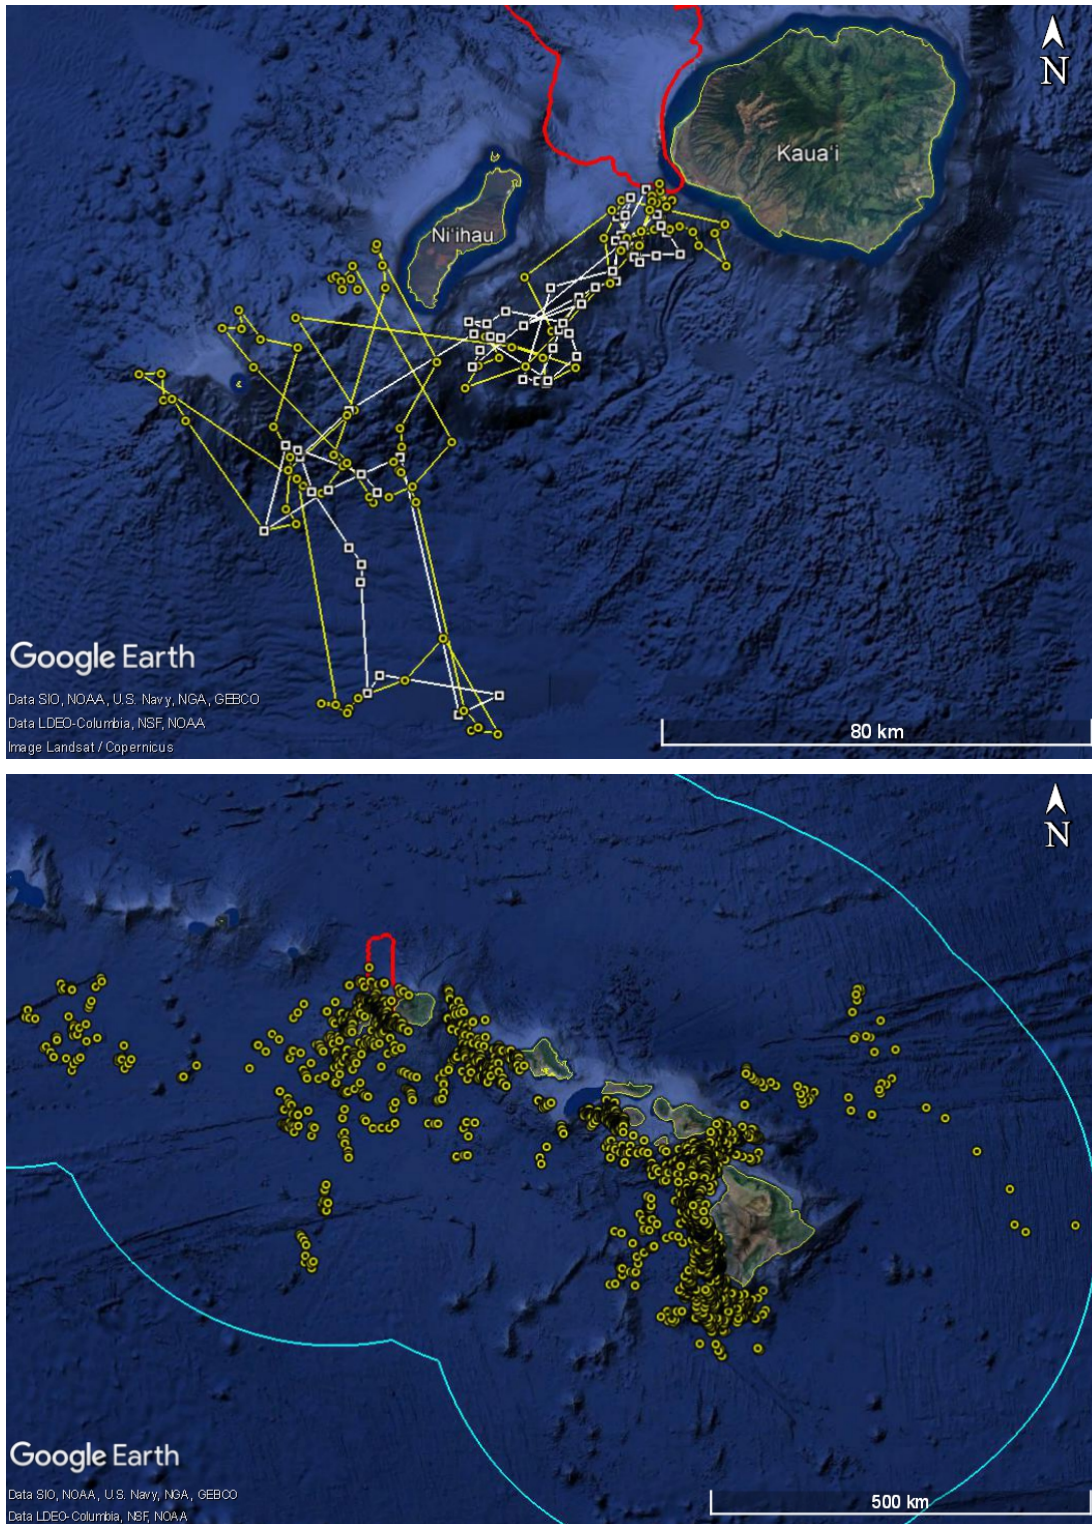 N
Kaua'i
Ni'ihau
Google Earth
Data SIO, NOAA, U.S. Navy, NGA, GEBCO
Data LDEO-Columbia, NSF, NOAA
Image Landsat / Copernicus
80 km
N
Google Earth
Data SIO, NOAA, U.S. Navy, NGA, GEBCO
Data LDEO-Columbia, NSF, NOAA
500 km